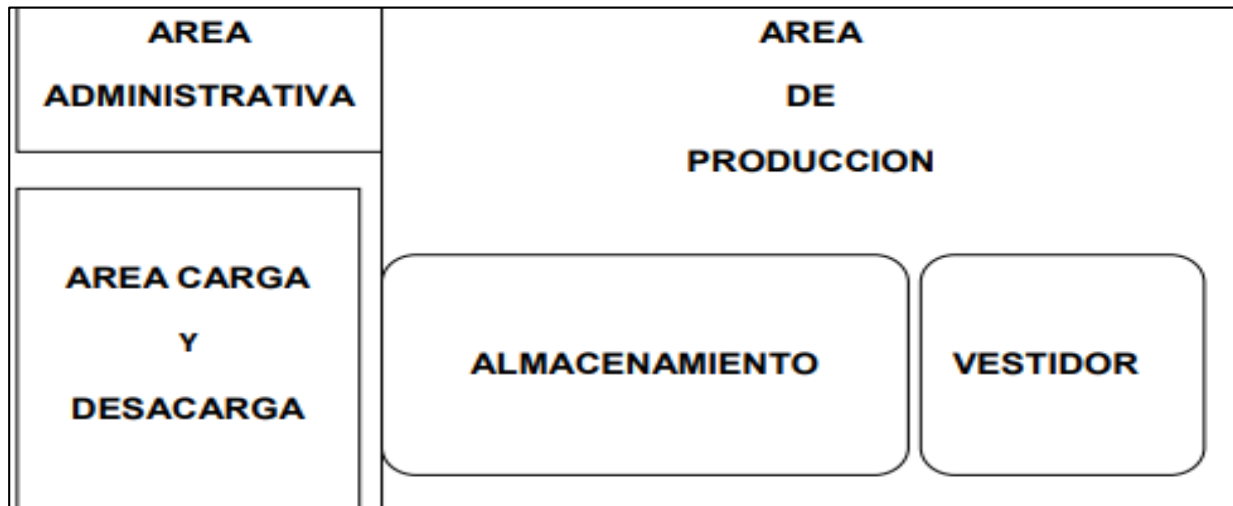 AREA
ADMINISTRATIVA
AREA
DE
PRODUCCION
AREA CARGA
Y
DESACARGA
ALMACENAMIENTO
VESTIDOR